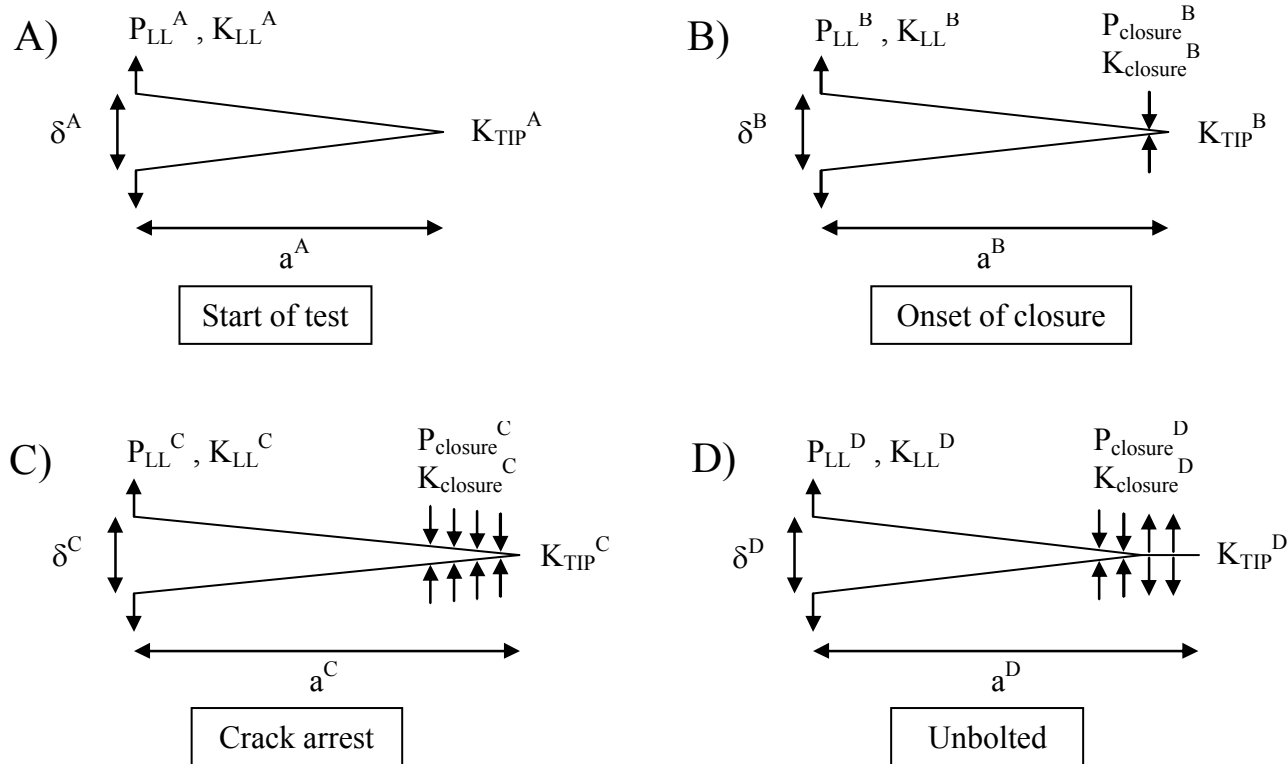 A)
P_LL^A , K_LL^A
δ^A
K_TIP^A
a^A
Start of test
B)
P_LL^B , K_LL^B
P_closure^B
K_closure^B
δ^B
K_TIP^B
a^B
Onset of closure
C)
P_LL^C , K_LL^C
P_closure^C
K_closure^C
δ^C
K_TIP^C
a^C
Crack arrest
D)
P_LL^D , K_LL^D
P_closure^D
K_closure^D
δ^D
K_TIP^D
a^D
Unbolted